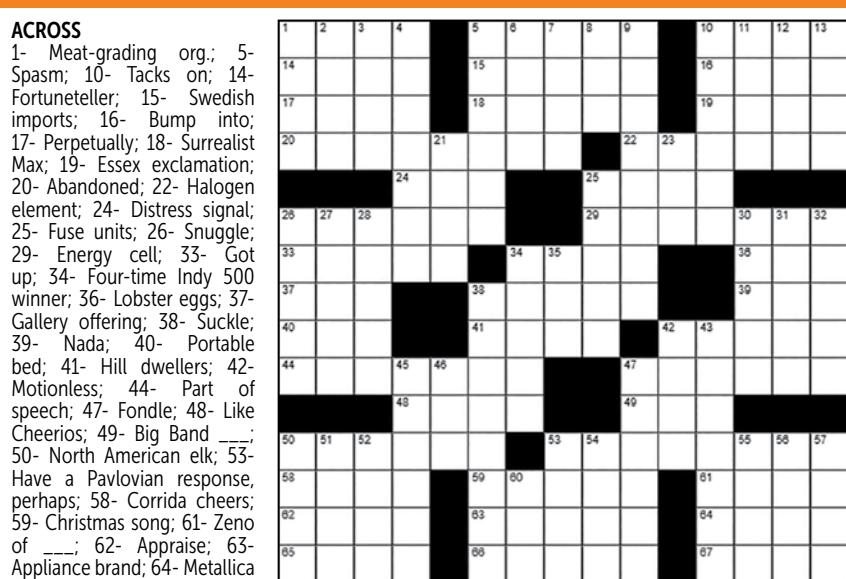 ACROSS
1- Meat-grading org.; 5-
Spasm; 10- Tacks on; 14-
Fortuneteller; 15- Swedish
imports; 16- Bump into;
17- Perpetually; 18- Surrealist
Max; 19- Essex exclamation;
20- Abandoned; 22- Halogen
element; 24- Distress signal;
25- Fuse units; 26- Snuggle;
29- Energy cell; 33- Got
up; 34- Four-time Indy 500
winner; 36- Lobster eggs; 37-
Gallery offering; 38- Suckle;
39- Nada; 40- Portable
bed; 41- Hill dwellers; 42-
Motionless; 44- Part of
speech; 47- Fondle; 48- Like
Cheerios; 49- Big Band ___;
50- North American elk; 53-
Have a Pavlovian response,
perhaps; 58- Corrida cheers;
59- Christmas song; 61- Zeno
of ___; 62- Appraise; 63-
Appliance brand; 64- Metallica
1 2 3 4 5 6 7 8 9 10 11 12 13
14 15 16
17 18 19
20 21 22 23
24 25
26 27 28 29 30 31 32
33 34 35 36
37 38 39
40 41 42 43
44 45 46 47
48 49
50 51 52 53 54 55 56 57
58 59 60 61
62 63 64
65 66 67